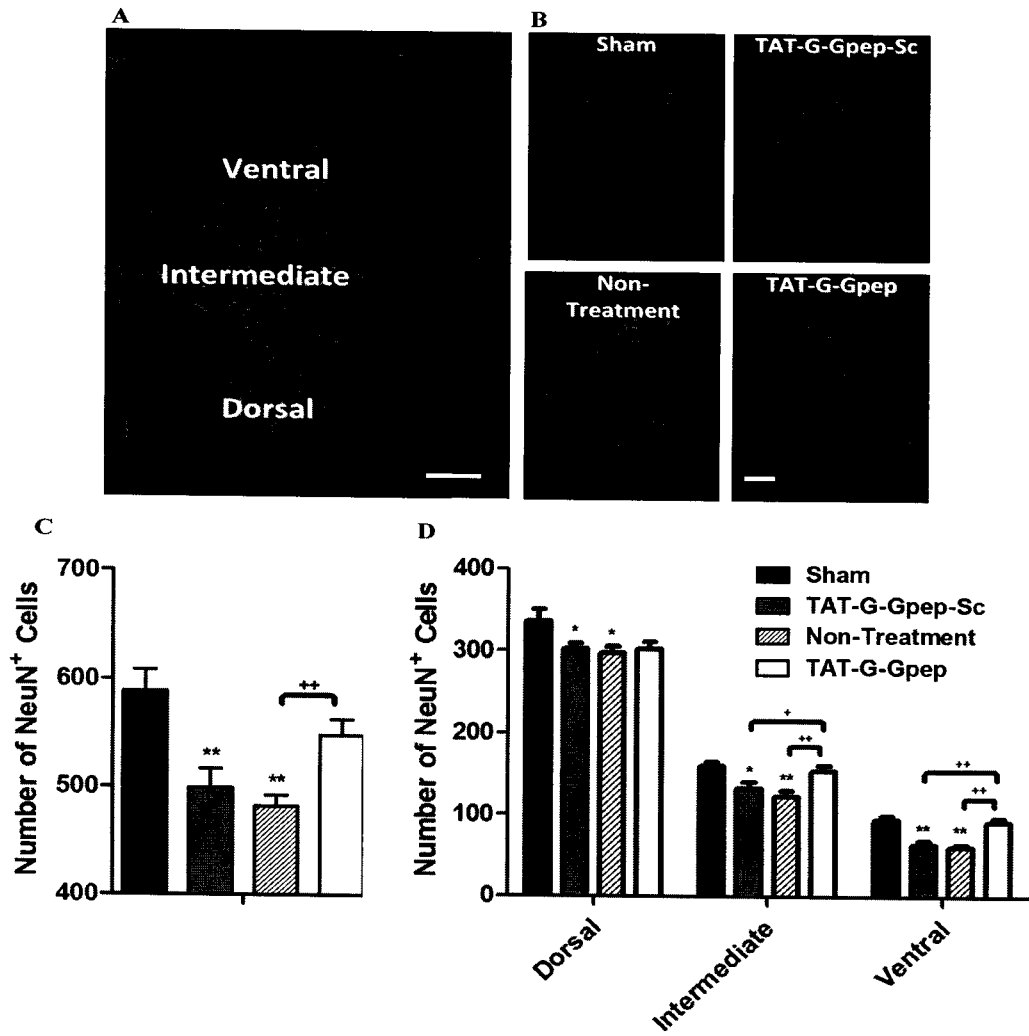 A
Ventral
Intermediate
Dorsal
B
Sham
TAT-G-Gpep-Sc
Non-
Treatment
TAT-G-Gpep
C
Number of NeuN+ Cells
700
600
500
400
**
**
++
D
Number of NeuN+ Cells
400
300
200
100
0
Sham
TAT-G-Gpep-Sc
Non-Treatment
TAT-G-Gpep
*
*
+
++
*
**
++
++
**
**
Dorsal
Intermediate
Ventral